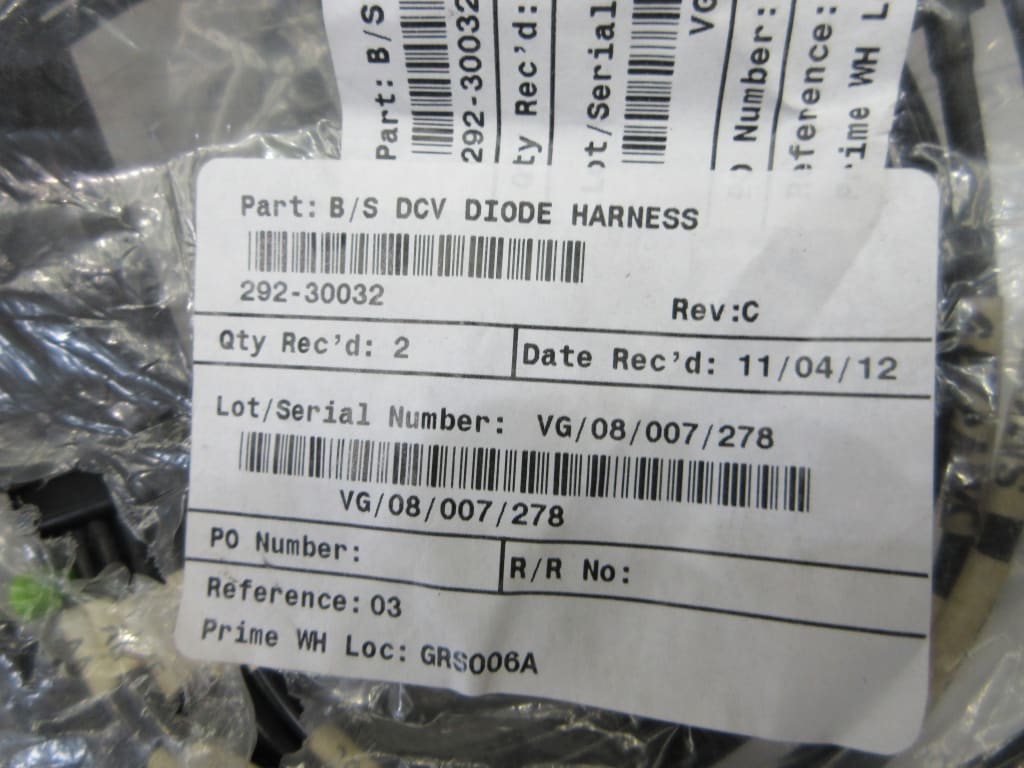 Part: B/S
292-30032
Qty Rec'd:
Lot/Serial
VG
Number:
Reference:
Prime WH L
Part: B/S DCV DIODE HARNESS
292-30032
Rev:C
Qty Rec'd: 2
Date Rec'd: 11/04/12
Lot/Serial Number: VG/08/007/278
VG/08/007/278
PO Number:
R/R No:
Reference: 03
Prime WH Loc: GRS006A